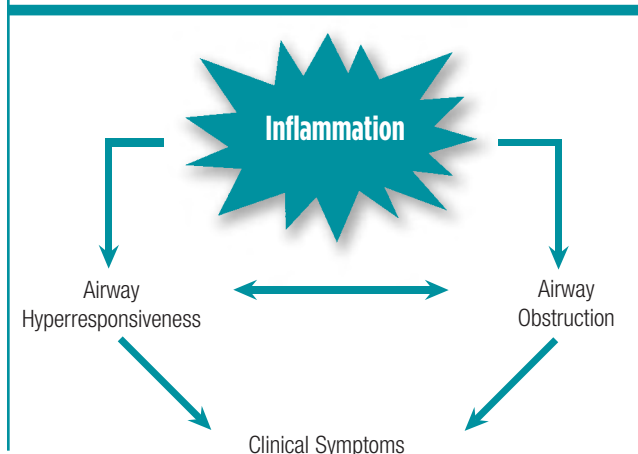 Inflammation
Airway
Hyperresponsiveness
Airway
Obstruction
Clinical Symptoms